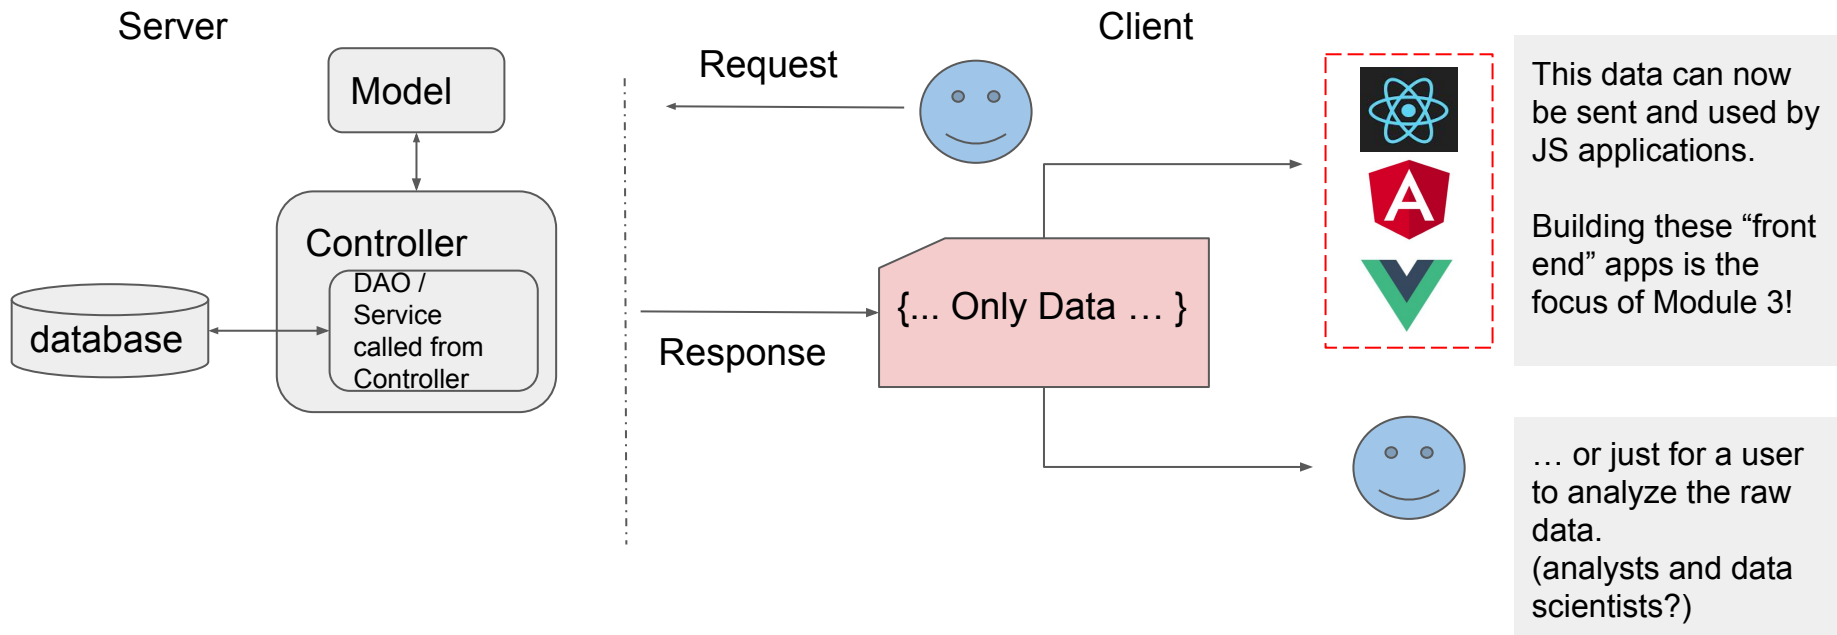 Server
Client
Request
Model
Controller
DAO /
Service
called from
Controller
database
Response
{... Only Data … }
A
This data can now
be sent and used by
JS applications.
Building these “front
end” apps is the
focus of Module 3!
… or just for a user
to analyze the raw
data.
(analysts and data
scientists?)